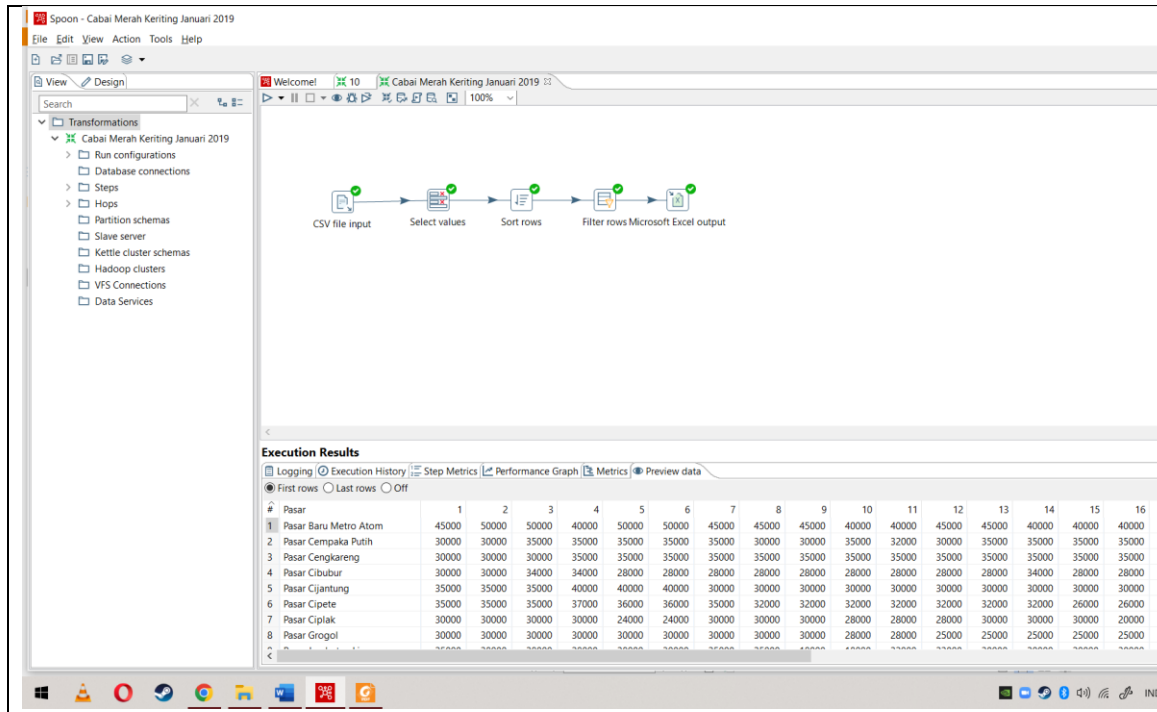 Spoon - Cabai Merah Keriting Januari 2019
File Edit View Action Tools Help
View Design
Welcome! 10 Cabai Merah Keriting Januari 2019
Search
100%
Transformations
Cabai Merah Keriting Januari 2019
Run configurations
Database connections
Steps
Hops
Partition schemas
Slave server
Kettle cluster schemas
Hadoop clusters
VFS Connections
Data Services
CSV file input Select values Sort rows Filter rows Microsoft Excel output
Execution Results
Logging Execution History Step Metrics Performance Graph Metrics Preview data
First rows Last rows Off
# Pasar 1 2 3 4 5 6 7 8 9 10 11 12 13 14 15 16
1 Pasar Baru Metro Atom 45000 50000 50000 40000 50000 50000 45000 45000 45000 40000 40000 45000 45000 40000 40000 40000
2 Pasar Cempaka Putih 30000 30000 35000 35000 35000 35000 35000 30000 30000 35000 32000 30000 35000 35000 35000 35000
3 Pasar Cengkareng 30000 30000 30000 35000 35000 35000 35000 35000 35000 35000 35000 35000 35000 35000 35000 35000
4 Pasar Cibubur 30000 30000 34000 34000 28000 28000 28000 28000 28000 28000 28000 28000 28000 34000 28000 28000
5 Pasar Cijantung 35000 35000 35000 40000 40000 40000 30000 30000 30000 30000 30000 30000 30000 30000 30000 30000
6 Pasar Cipete 35000 35000 35000 37000 36000 36000 35000 32000 32000 32000 32000 32000 32000 32000 26000 26000
7 Pasar Ciplak 30000 30000 30000 30000 24000 24000 30000 30000 30000 28000 28000 28000 30000 30000 30000 20000
8 Pasar Grogol 30000 30000 30000 30000 30000 30000 30000 30000 30000 28000 28000 25000 25000 25000 25000 25000
IND